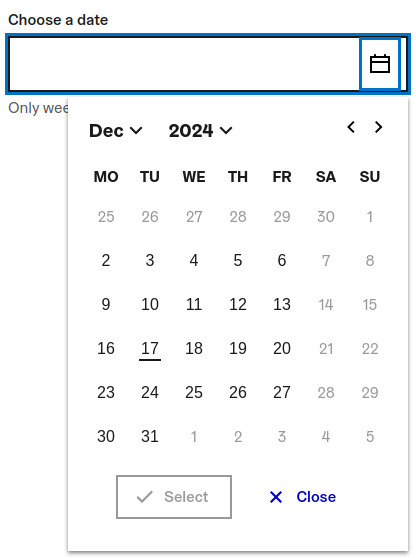 Choose a date
Only wee
Dec 2024
MO TU WE TH FR SA SU
25 26 27 28 29 30 1
2 3 4 5 6 7 8
9 10 11 12 13 14 15
16 17 18 19 20 21 22
23 24 25 26 27 28 29
30 31 1 2 3 4 5
Select Close